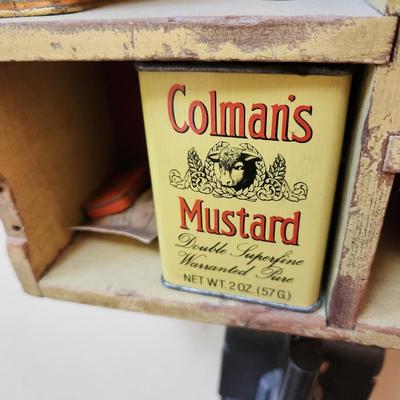 Colman's
Mustard
Double Superfine
Warranted Pure
NET WT. 2 OZ. (57 G.)